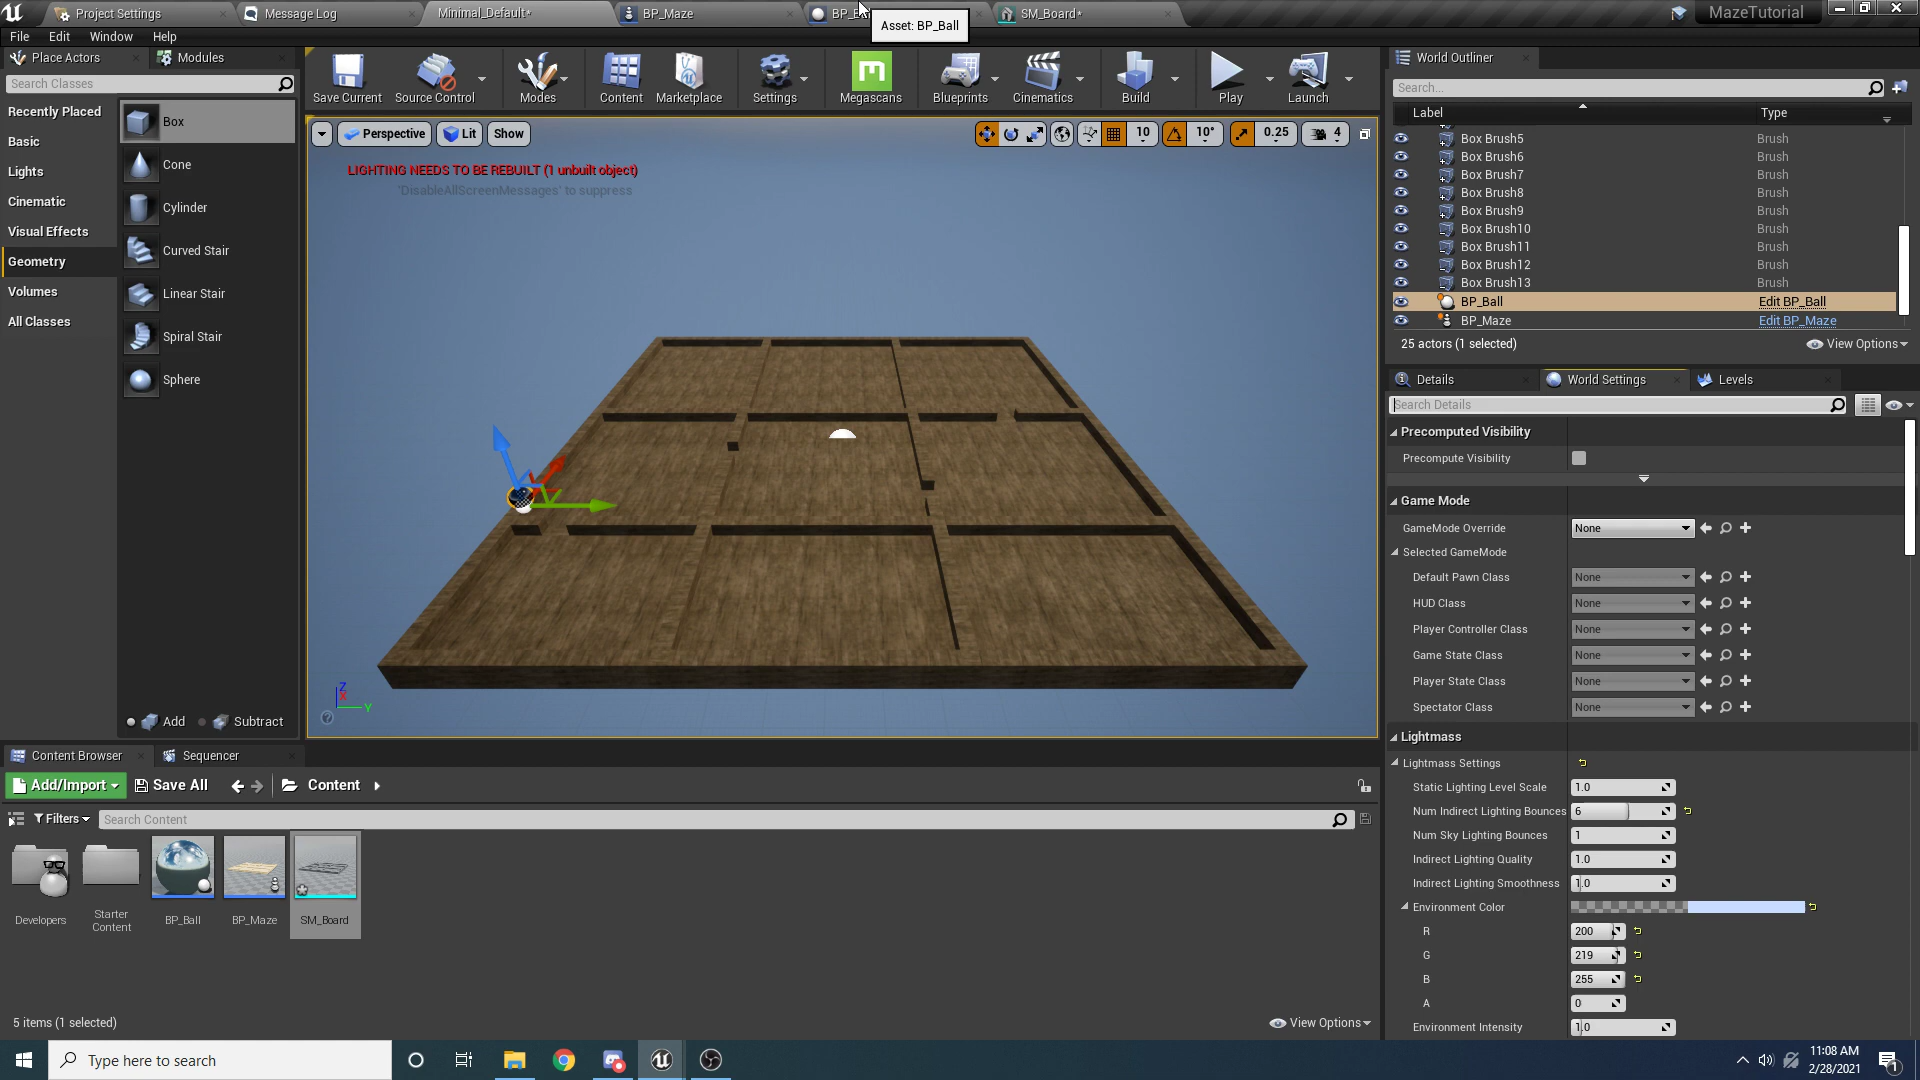 Project Settings
Message Log
Minimal_Default*
BP_Maze
SM_Board*
MazeTutorial
Asset: BP_Ball
File Edit Window Help
Place Actors
Modules
Search Classes
Recently Placed
Basic
Lights
Cinematic
Visual Effects
Geometry
Volumes
All Classes
Box
Cone
Cylinder
Curved Stair
Linear Stair
Spiral Stair
Sphere
Add
Subtract
Save Current
Source Control
Modes
Content
Marketplace
Settings
Megascans
Blueprints
Cinematics
Build
Play
Launch
Perspective
Lit
Show
10
10°
0.25
4
LIGHTING NEEDS TO BE REBUILT (1 unbuilt object)
'DisableAllScreenMessages' to suppress
Z
X
Y
World Outliner
Search...
Label Type
Box Brush5 Brush
Box Brush6 Brush
Box Brush7 Brush
Box Brush8 Brush
Box Brush9 Brush
Box Brush10 Brush
Box Brush11 Brush
Box Brush12 Brush
Box Brush13 Brush
BP_Ball Edit BP_Ball
BP_Maze Edit BP_Maze
25 actors (1 selected)
View Options
Details
World Settings
Levels
Search Details
Precomputed Visibility
Precompute Visibility
Game Mode
GameMode Override None
Selected GameMode
Default Pawn Class None
HUD Class None
Player Controller Class None
Game State Class None
Player State Class None
Spectator Class None
Lightmass
Lightmass Settings
Static Lighting Level Scale 1.0
Num Indirect Lighting Bounces 6
Num Sky Lighting Bounces 1
Indirect Lighting Quality 1.0
Indirect Lighting Smoothness 1.0
Environment Color
R 200
G 219
B 255
A 0
Environment Intensity 1.0
Content Browser
Sequencer
Add/Import
Save All
Content
Filters
Search Content
Developers
Starter
Content
BP_Ball
BP_Maze
SM_Board
5 items (1 selected)
View Options
Type here to search
11:08 AM
2/28/2021
1